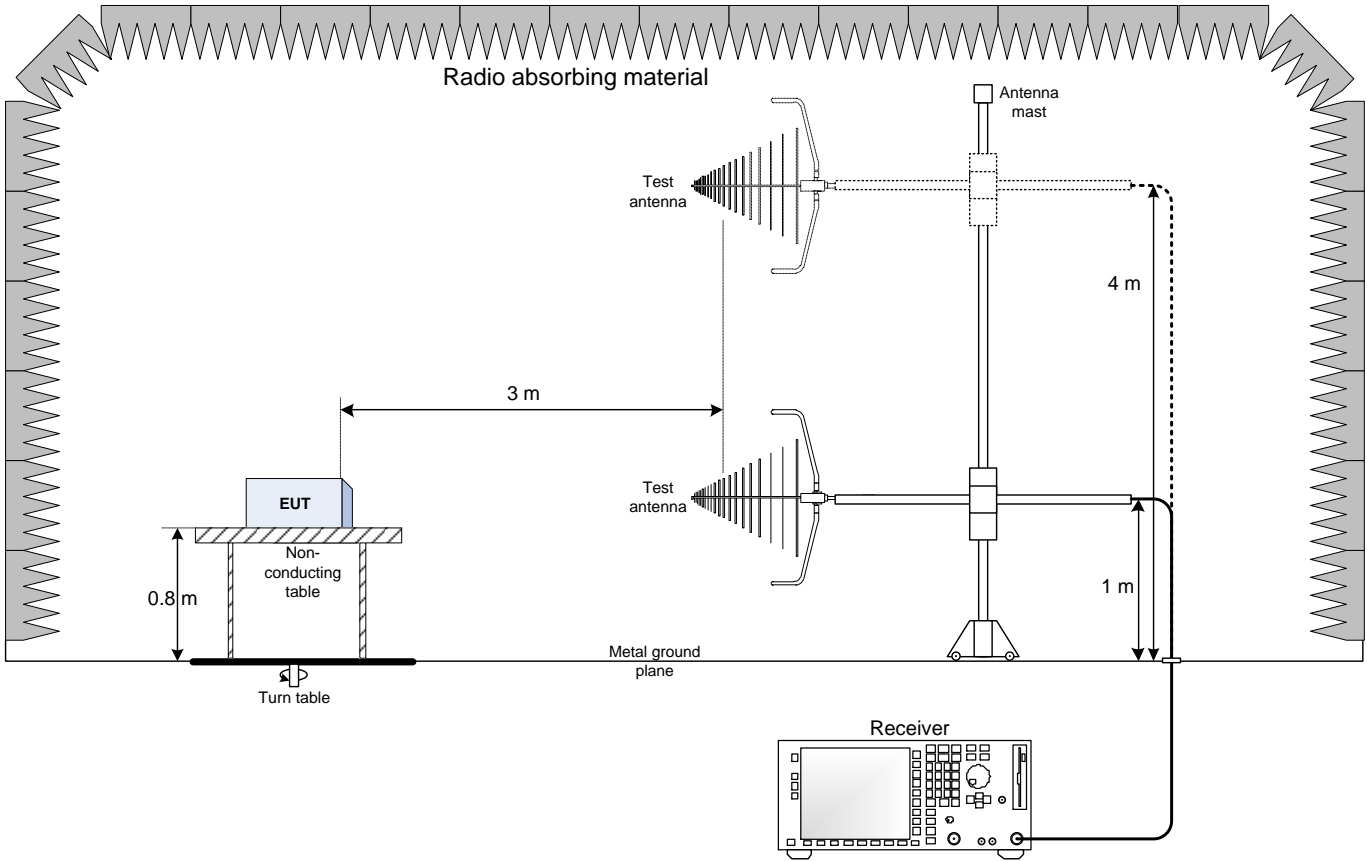 Radio absorbing material
Antenna
mast
Test
antenna
4 m
3 m
Test
antenna
EUT
Non-
conducting
table
0.8 m
1 m
Metal ground
plane
Turn table
Receiver